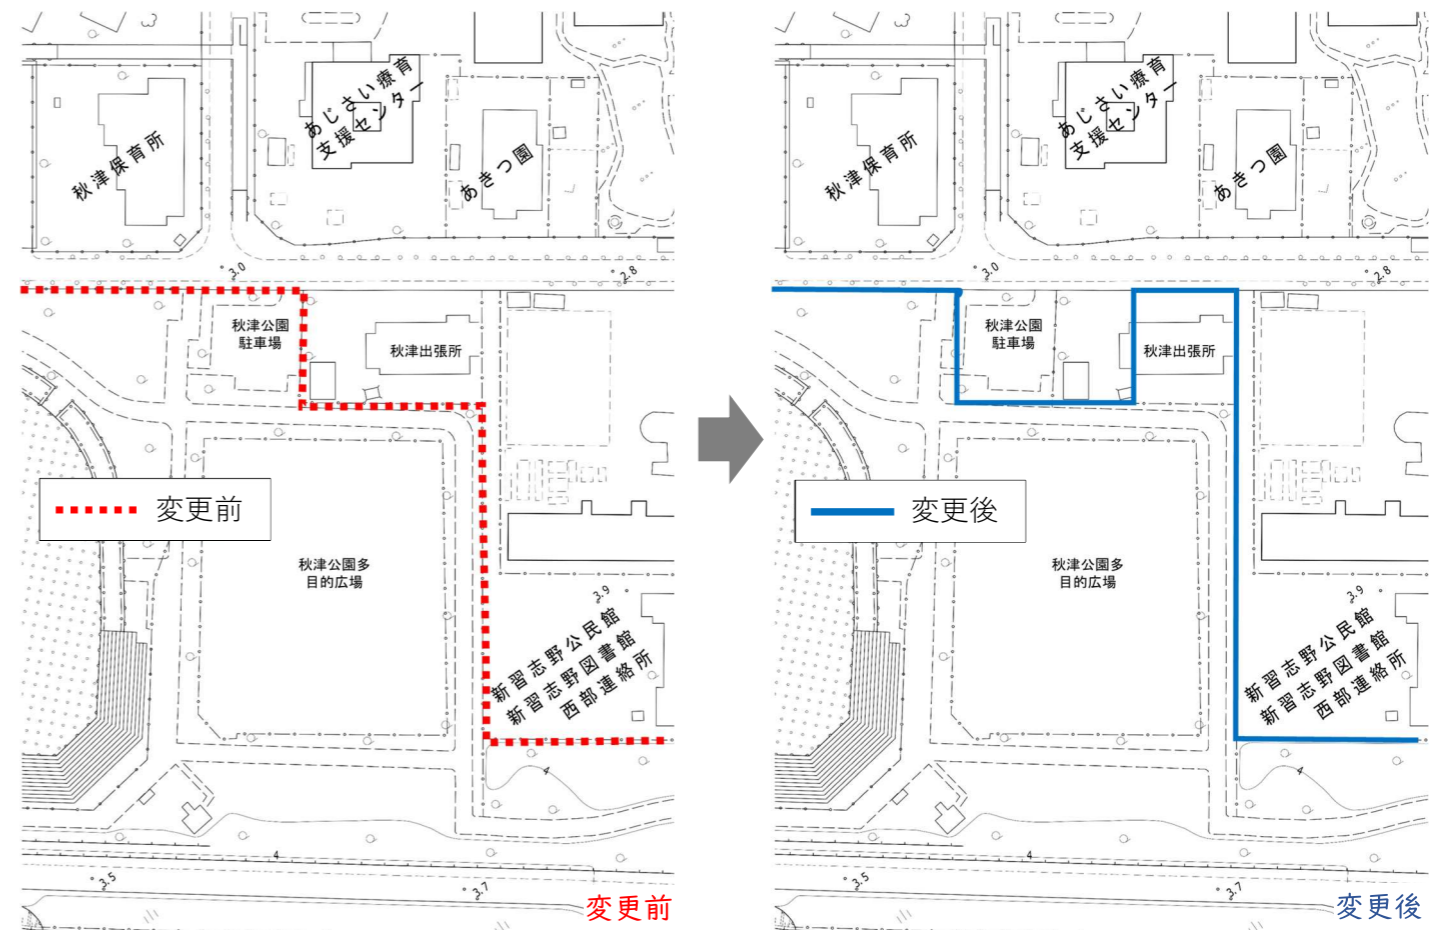 秋津保育所
あじさい療育
支援センター
あきつ園
3.0
2.8
秋津公園
駐車場
秋津出張所
変更前
秋津公園多
目的広場
3.9
新習志野公民館
新習志野図書館
西部連絡所
4
4
3.5
3.7
変更前
秋津保育所
あじさい療育
支援センター
あきつ園
3.0
2.8
秋津公園
駐車場
秋津出張所
変更後
秋津公園多
目的広場
3.9
新習志野公民館
新習志野図書館
西部連絡所
4
4
3.5
3.7
変更後